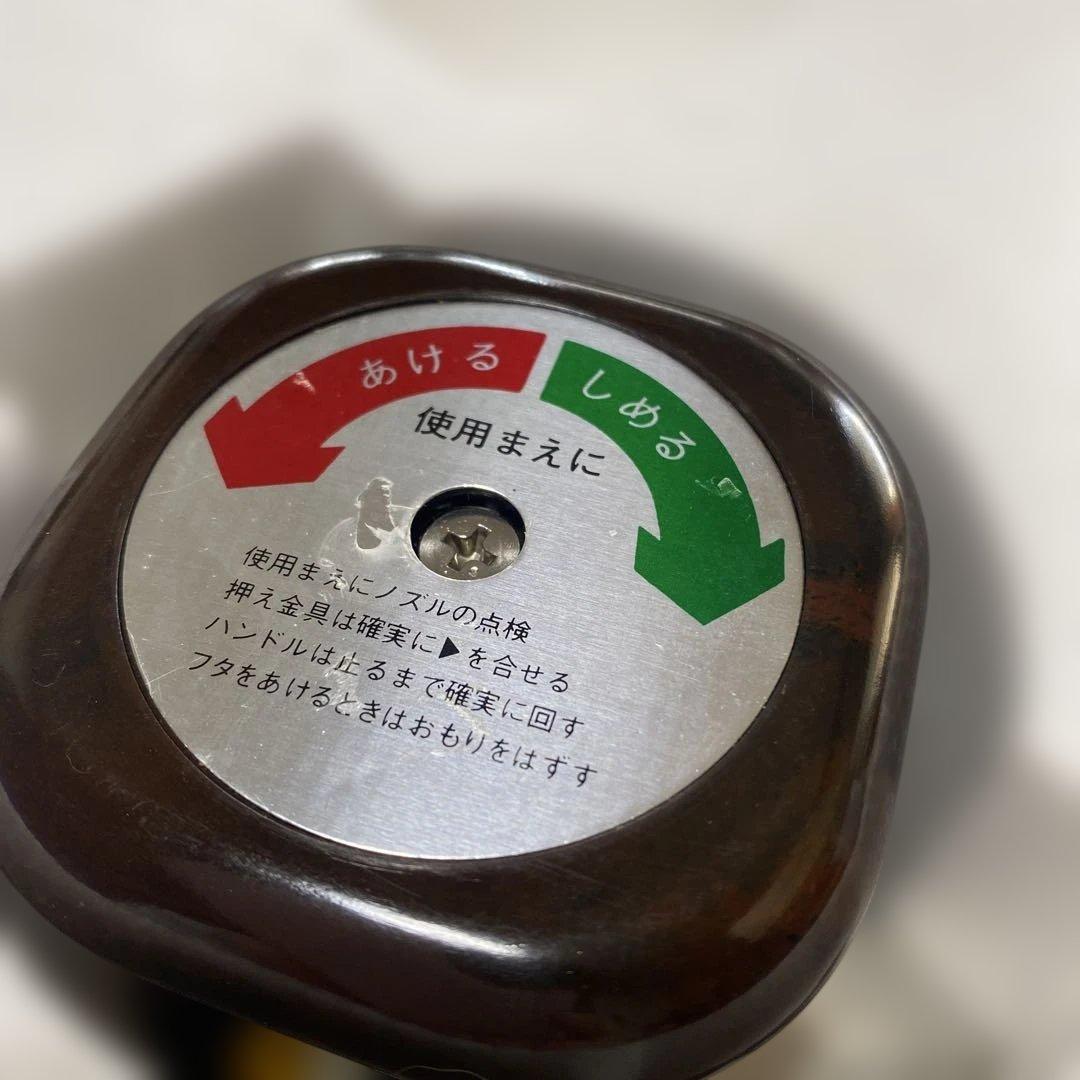 あける
しめる
使用まえに
使用まえにノズルの点検
押え金具は確実に▶を合せる
ハンドルは止るまで確実に回す
フタをあけるときはおもりをはずす